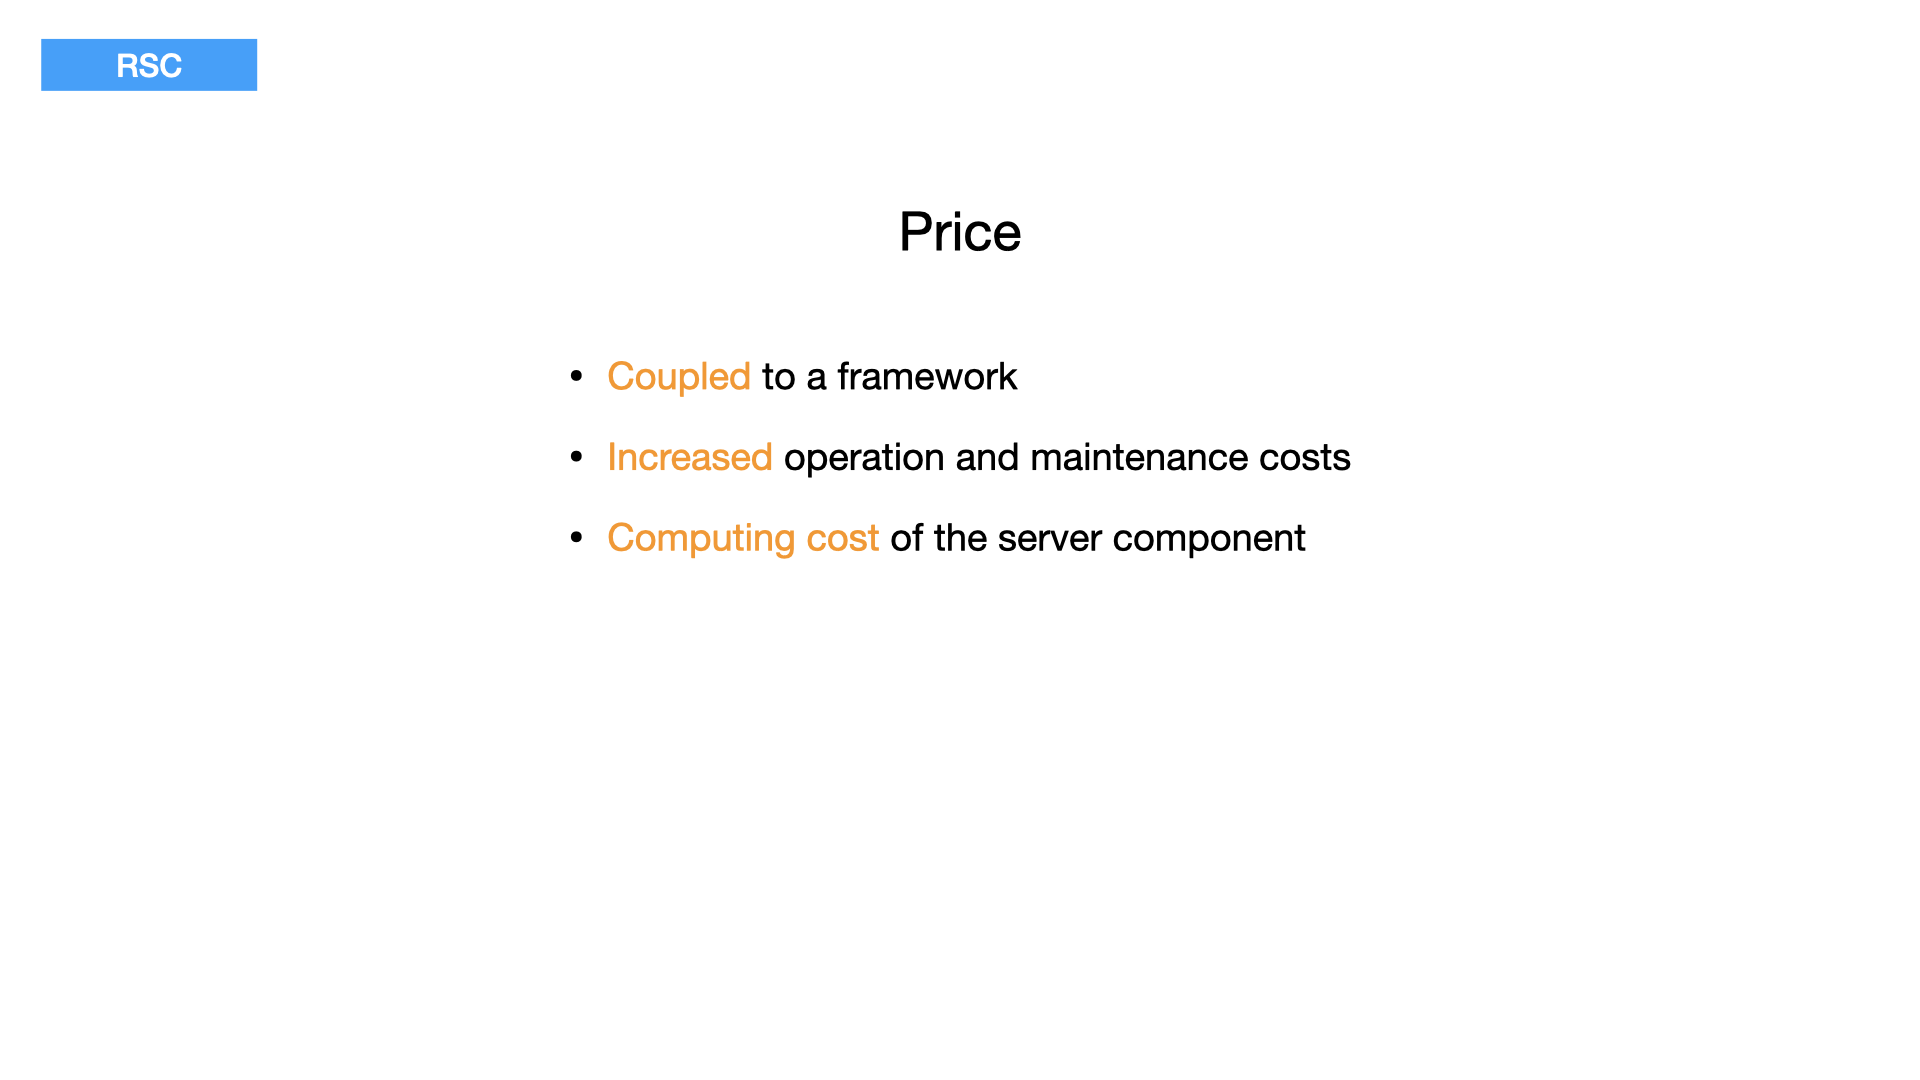 RSC
Price
• Coupled to a framework
• Increased operation and maintenance costs
• Computing cost of the server component